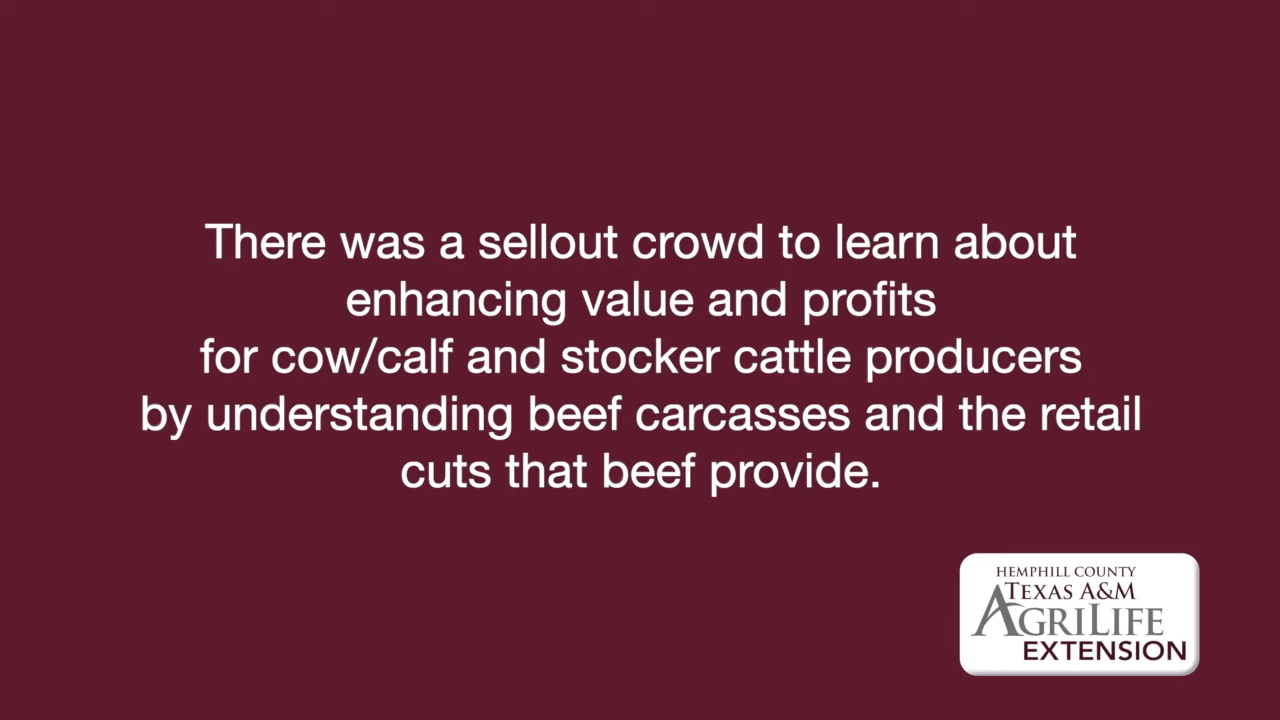 There was a sellout crowd to learn about
enhancing value and profits
for cow/calf and stocker cattle producers
by understanding beef carcasses and the retail
cuts that beef provide.
HEMPHILL COUNTY
TEXAS A&M
AGRILIFE
EXTENSION